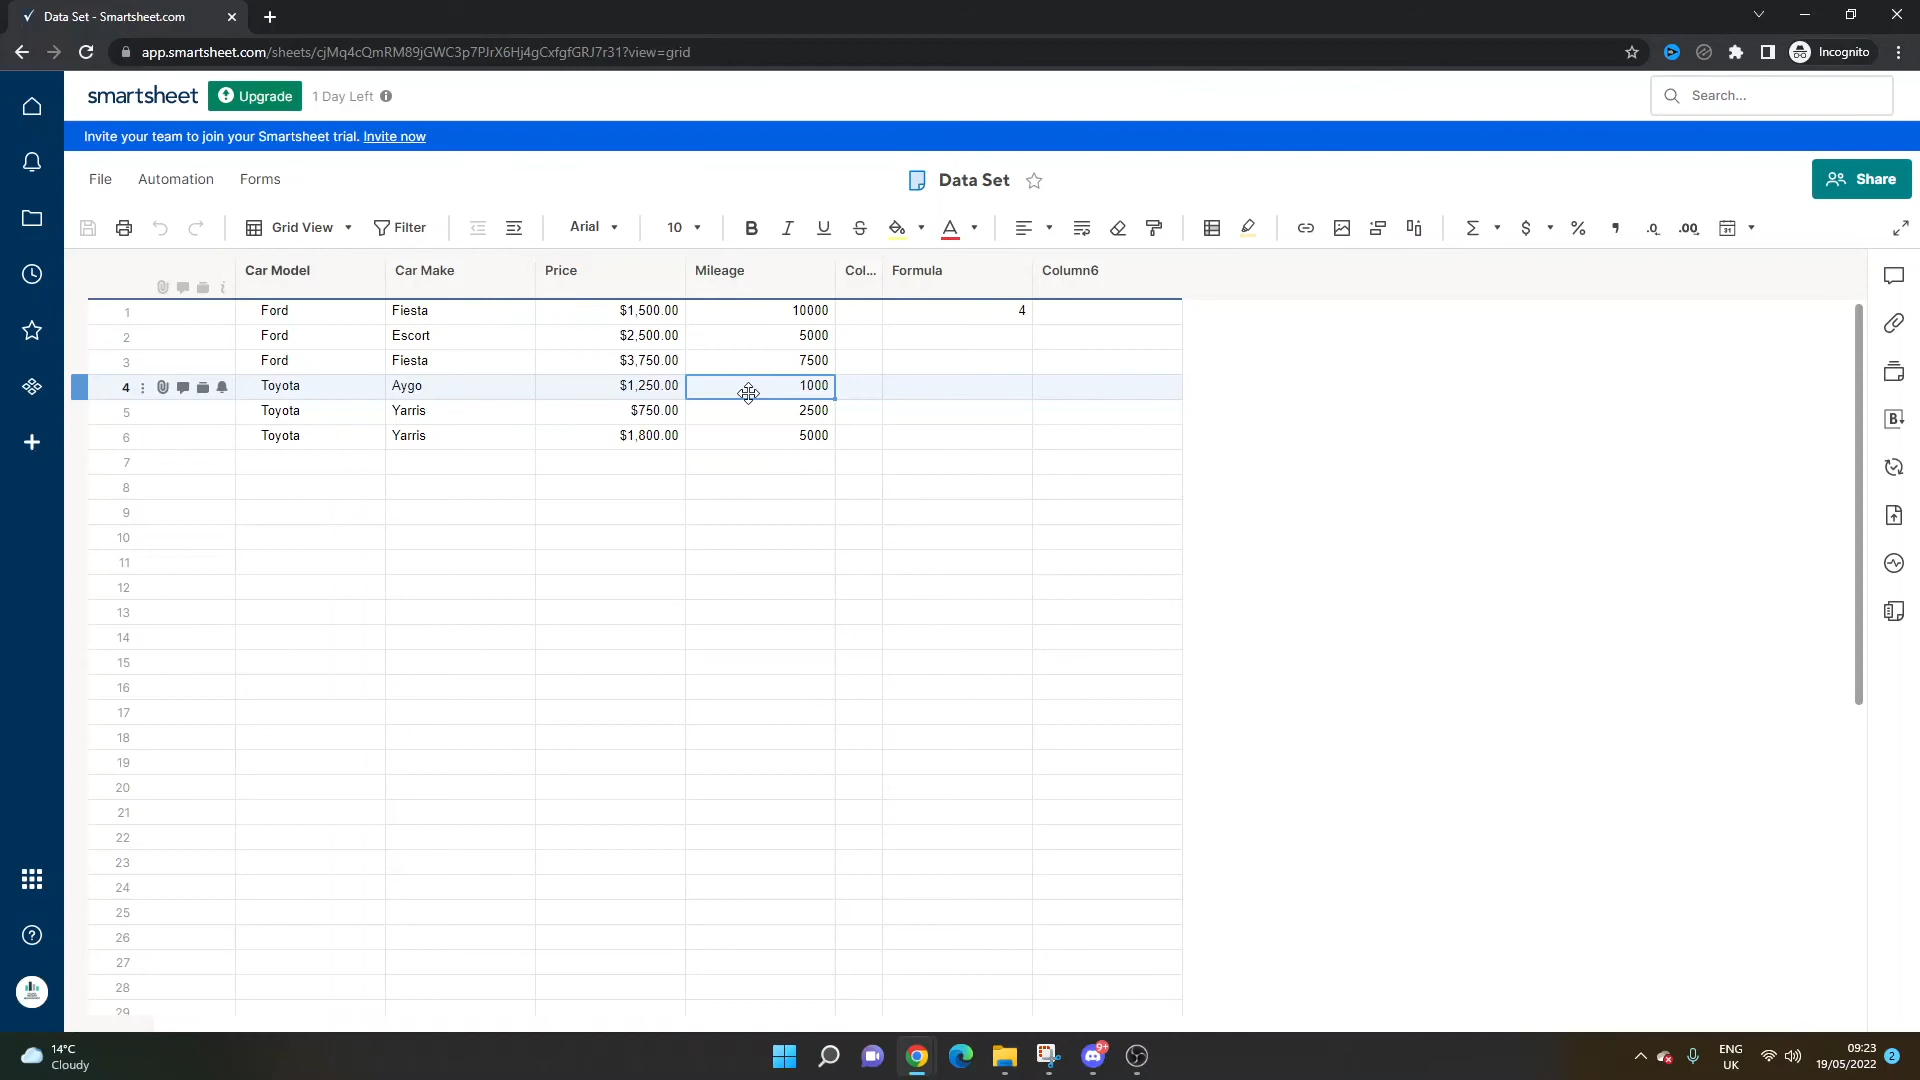 Data Set - Smartsheet.com
app.smartsheet.com/sheets/cjMq4cQmRM89jGWC3p7PJrX6Hj4gCxfgfGRJ7r31?view=grid
Incognito
smartsheet
Upgrade
1 Day Left
Search...
Invite your team to join your Smartsheet trial. Invite now
File Automation Forms
Data Set
Share
Grid View
Filter
Arial
10
Car Model Car Make Price Mileage Col... Formula Column6
1 Ford Fiesta $1,500.00 10000 4
2 Ford Escort $2,500.00 5000
3 Ford Fiesta $3,750.00 7500
4 Toyota Aygo $1,250.00 1000
5 Toyota Yarris $750.00 2500
6 Toyota Yarris $1,800.00 5000
7
8
9
10
11
12
13
14
15
16
17
18
19
20
21
22
23
24
25
26
27
28
29
14°C
Cloudy
9+
ENG
UK
09:23
19/05/2022
2